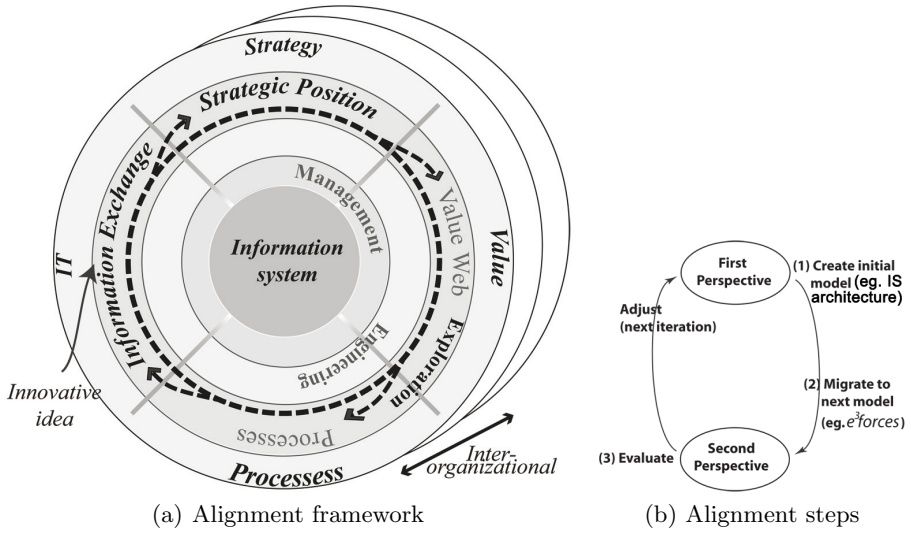 Strategy
Strategic Position
Information Exchange
IT
Management
Value Web
Value
Information
system
Engineering
Exploration
Processes
Processess
Innovative
idea
Inter-
organizational
(a) Alignment framework
First
Perspective
(1) Create initial
model (eg. IS
architecture)
Adjust
(next iteration)
(2) Migrate to
next model
(eg. e³forces)
(3) Evaluate
Second
Perspective
(b) Alignment steps